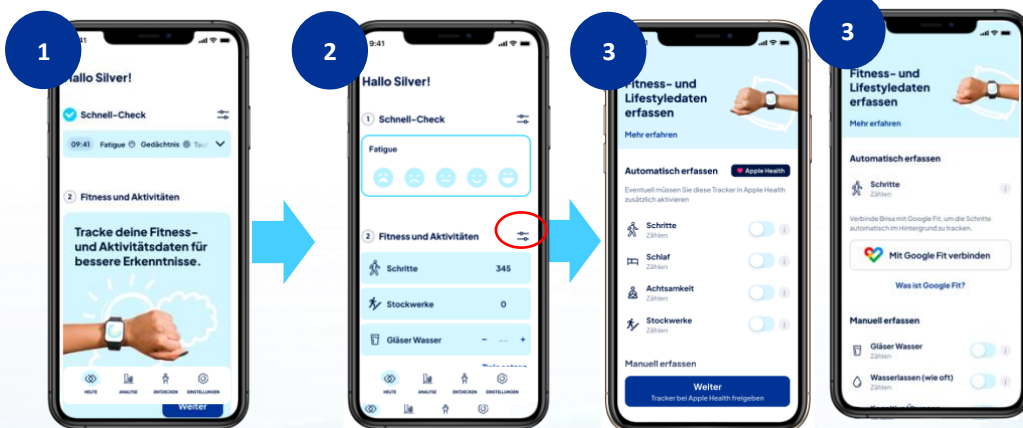 1
41
Hallo Silver!
Schnell-Check
09:41 Fatigue Gedächtnis
2 Fitness und Aktivitäten
Tracke deine Fitness-
und Aktivitätsdaten für
bessere Erkenntnisse.
HEUTE ANALYSE ENTDECKEN EINSTELLUNGEN
Weiter
2
9:41
Hallo Silver!
1 Schnell-Check
Fatigue
2 Fitness und Aktivitäten
Schritte 345
Stockwerke 0
Gläser Wasser - -- +
HEUTE ANALYSE ENTDECKEN EINSTELLUNGEN
3
Fitness- und
Lifestyledaten
erfassen
Mehr erfahren
Automatisch erfassen Apple Health
Eventuell müssen Sie diese Tracker in Apple Health
zusätzlich aktivieren
Schritte
Zählen
Schlaf
Zählen
Achtsamkeit
Zählen
Stockwerke
Zählen
Manuell erfassen
Weiter
Tracker bei Apple Health freigeben
3
Fitness- und
Lifestyledaten
erfassen
Mehr erfahren
Automatisch erfassen
Schritte
Zählen
Verbinde Brisa mit Google Fit, um die Schritte
automatisch im Hintergrund zu tracken.
Mit Google Fit verbinden
Was ist Google Fit?
Manuell erfassen
Gläser Wasser
Zählen
Wasserlassen (wie oft)
Zählen